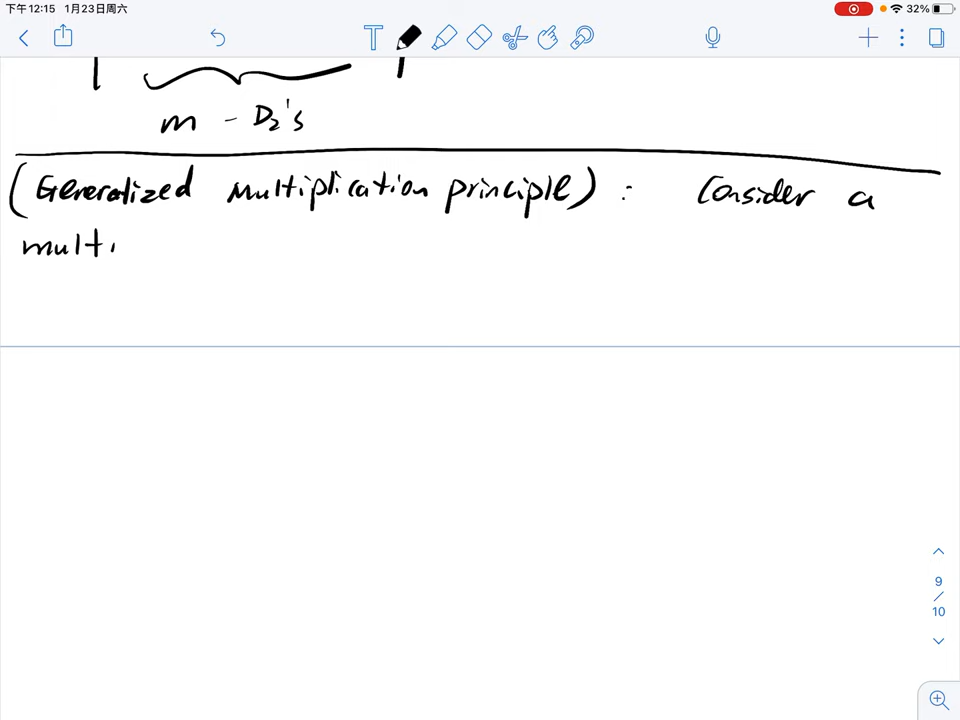 下午12:15 1月23日周六
32%
T
m - D₂'s
(Generalized multiplication principle) : Consider a
multi
9
/
10